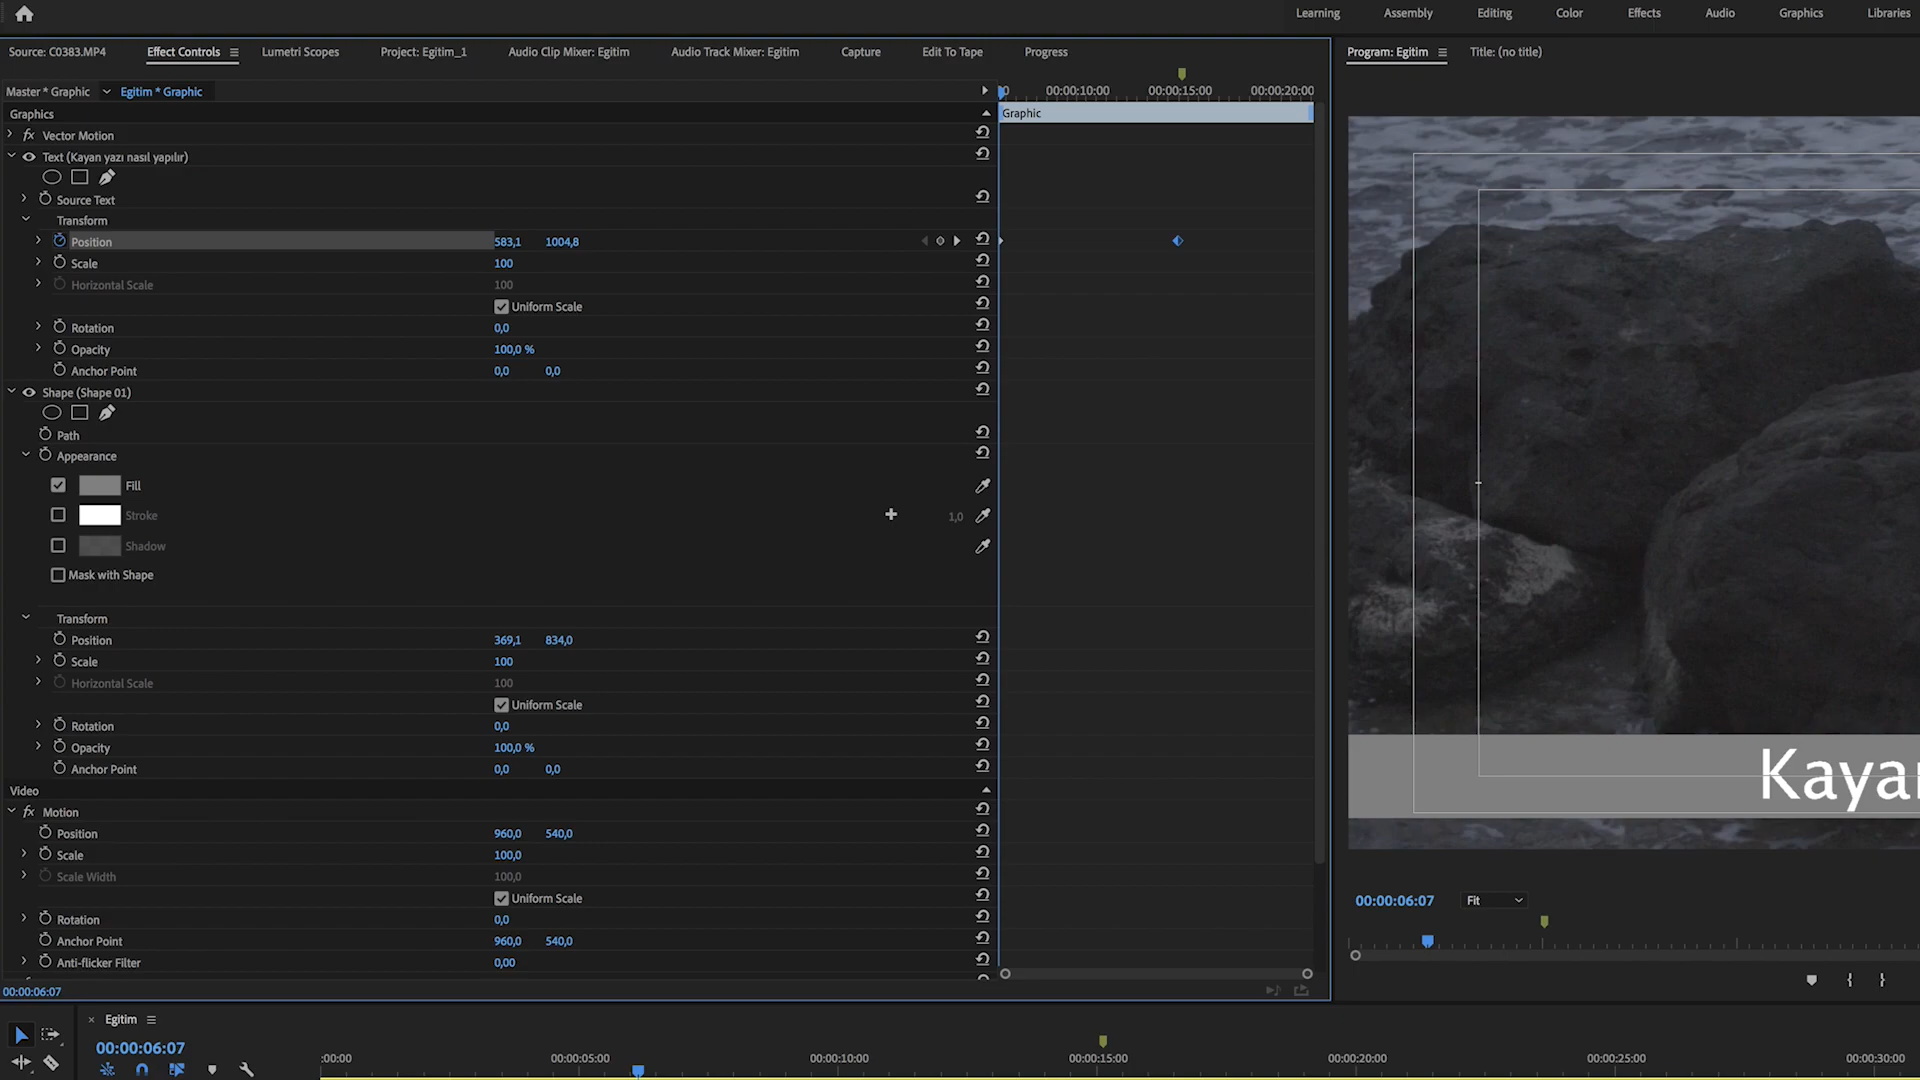 Learning Assembly Editing Color Effects Audio Graphics Libraries
Source: C0383.MP4 Effect Controls Lumetri Scopes Project: Egitim_1 Audio Clip Mixer: Egitim Audio Track Mixer: Egitim Capture Edit To Tape Progress Program: Egitim Title: (no title)
Master * Graphic Egitim * Graphic 00:00:10:00 00:00:15:00 00:00:20:00
Graphics Graphic
fx Vector Motion
Text (Kayan yazı nasıl yapılır)
Source Text
Transform
Position 583,1 1004,8
Scale 100
Horizontal Scale 100
Uniform Scale
Rotation 0,0
Opacity 100,0 %
Anchor Point 0,0 0,0
Shape (Shape 01)
Path
Appearance
Fill
Stroke 1,0
Shadow
Mask with Shape
Transform
Position 369,1 834,0
Scale 100
Horizontal Scale 100
Uniform Scale
Rotation 0,0
Opacity 100,0 %
Anchor Point 0,0 0,0
Kayan
Video
fx Motion
Position 960,0 540,0
Scale 100,0
Scale Width 100,0
Uniform Scale
Rotation 0,0
Anchor Point 960,0 540,0
Anti-flicker Filter 0,00
00:00:06:07 Fit
00:00:06:07
Egitim
00:00:06:07
:00:00 00:00:05:00 00:00:10:00 00:00:15:00 00:00:20:00 00:00:25:00 00:00:30:00